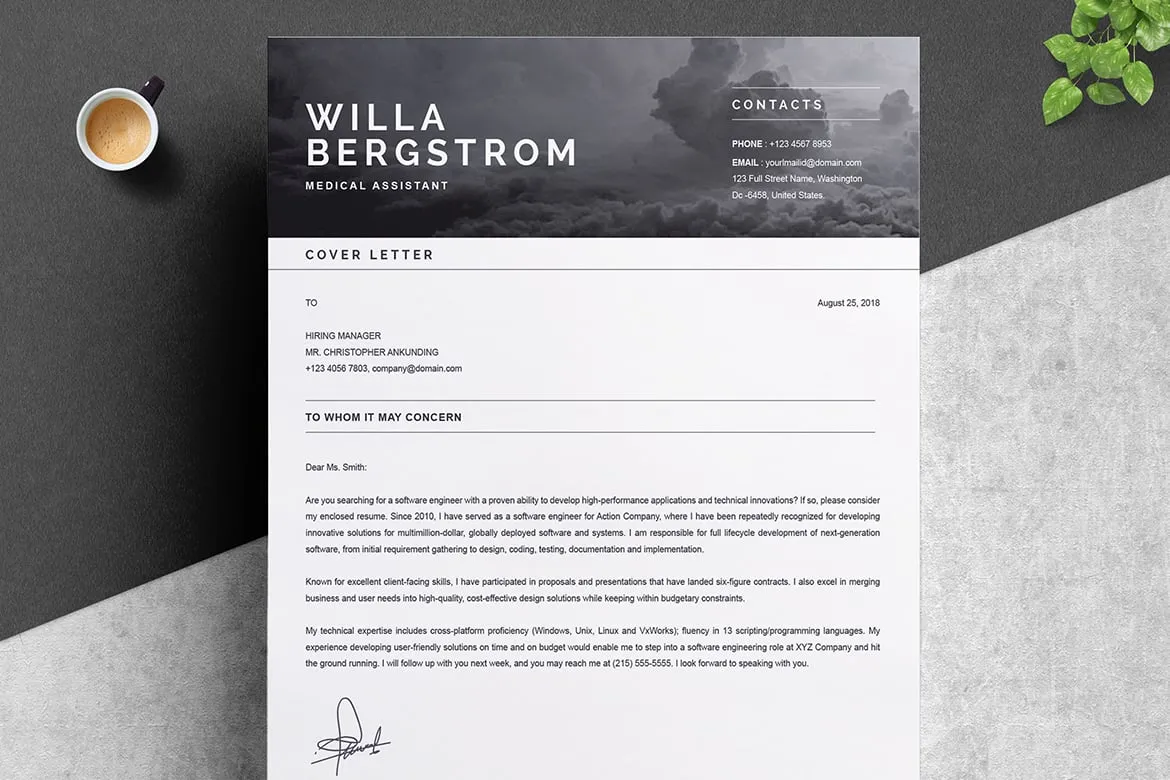 WILLA
BERGSTROM
MEDICAL ASSISTANT
CONTACTS
PHONE : +123 4567 8953
EMAIL : yourlmailid@domain.com
123 Full Street Name, Washington
Dc -6458, United States.
COVER LETTER
TO
August 25, 2018
HIRING MANAGER
MR. CHRISTOPHER ANKUNDING
+123 4056 7803, company@domain.com
TO WHOM IT MAY CONCERN
Dear Ms. Smith:
Are you searching for a software engineer with a proven ability to develop high-performance applications and technical innovations? If so, please consider
my enclosed resume. Since 2010, I have served as a software engineer for Action Company, where I have been repeatedly recognized for developing
innovative solutions for multimillion-dollar, globally deployed software and systems. I am responsible for full lifecycle development of next-generation
software, from initial requirement gathering to design, coding, testing, documentation and implementation.
Known for excellent client-facing skills, I have participated in proposals and presentations that have landed six-figure contracts. I also excel in merging
business and user needs into high-quality, cost-effective design solutions while keeping within budgetary constraints.
My technical expertise includes cross-platform proficiency (Windows, Unix, Linux and VxWorks); fluency in 13 scripting/programming languages. My
experience developing user-friendly solutions on time and on budget would enable me to step into a software engineering role at XYZ Company and hit
the ground running. I will follow up with you next week, and you may reach me at (215) 555-5555. I look forward to speaking with you.